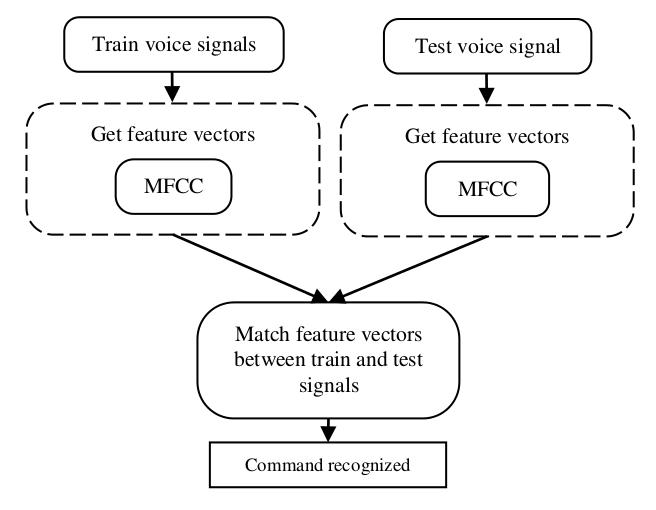 Train voice signals
Test voice signal
Get feature vectors
MFCC
Get feature vectors
MFCC
Match feature vectors
between train and test
signals
Command recognized